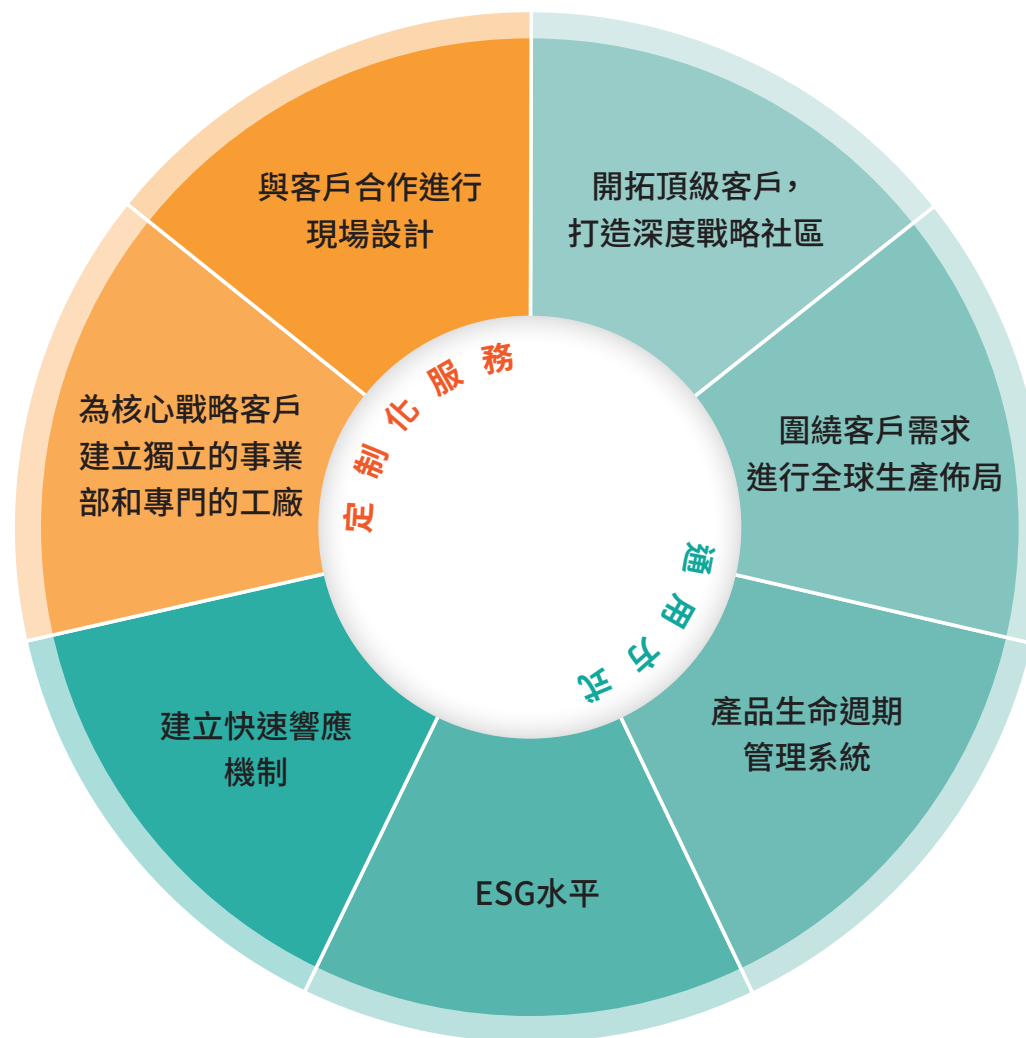 與客戶合作進行
現場設計
開拓頂級客戶，
打造深度戰略社區
為核心戰略客戶
建立獨立的事業
部和專門的工廠
圍繞客戶需求
進行全球生產佈局
定制化服務
通用方式
產品生命週期
管理系統
建立快速響應
機制
ESG水平